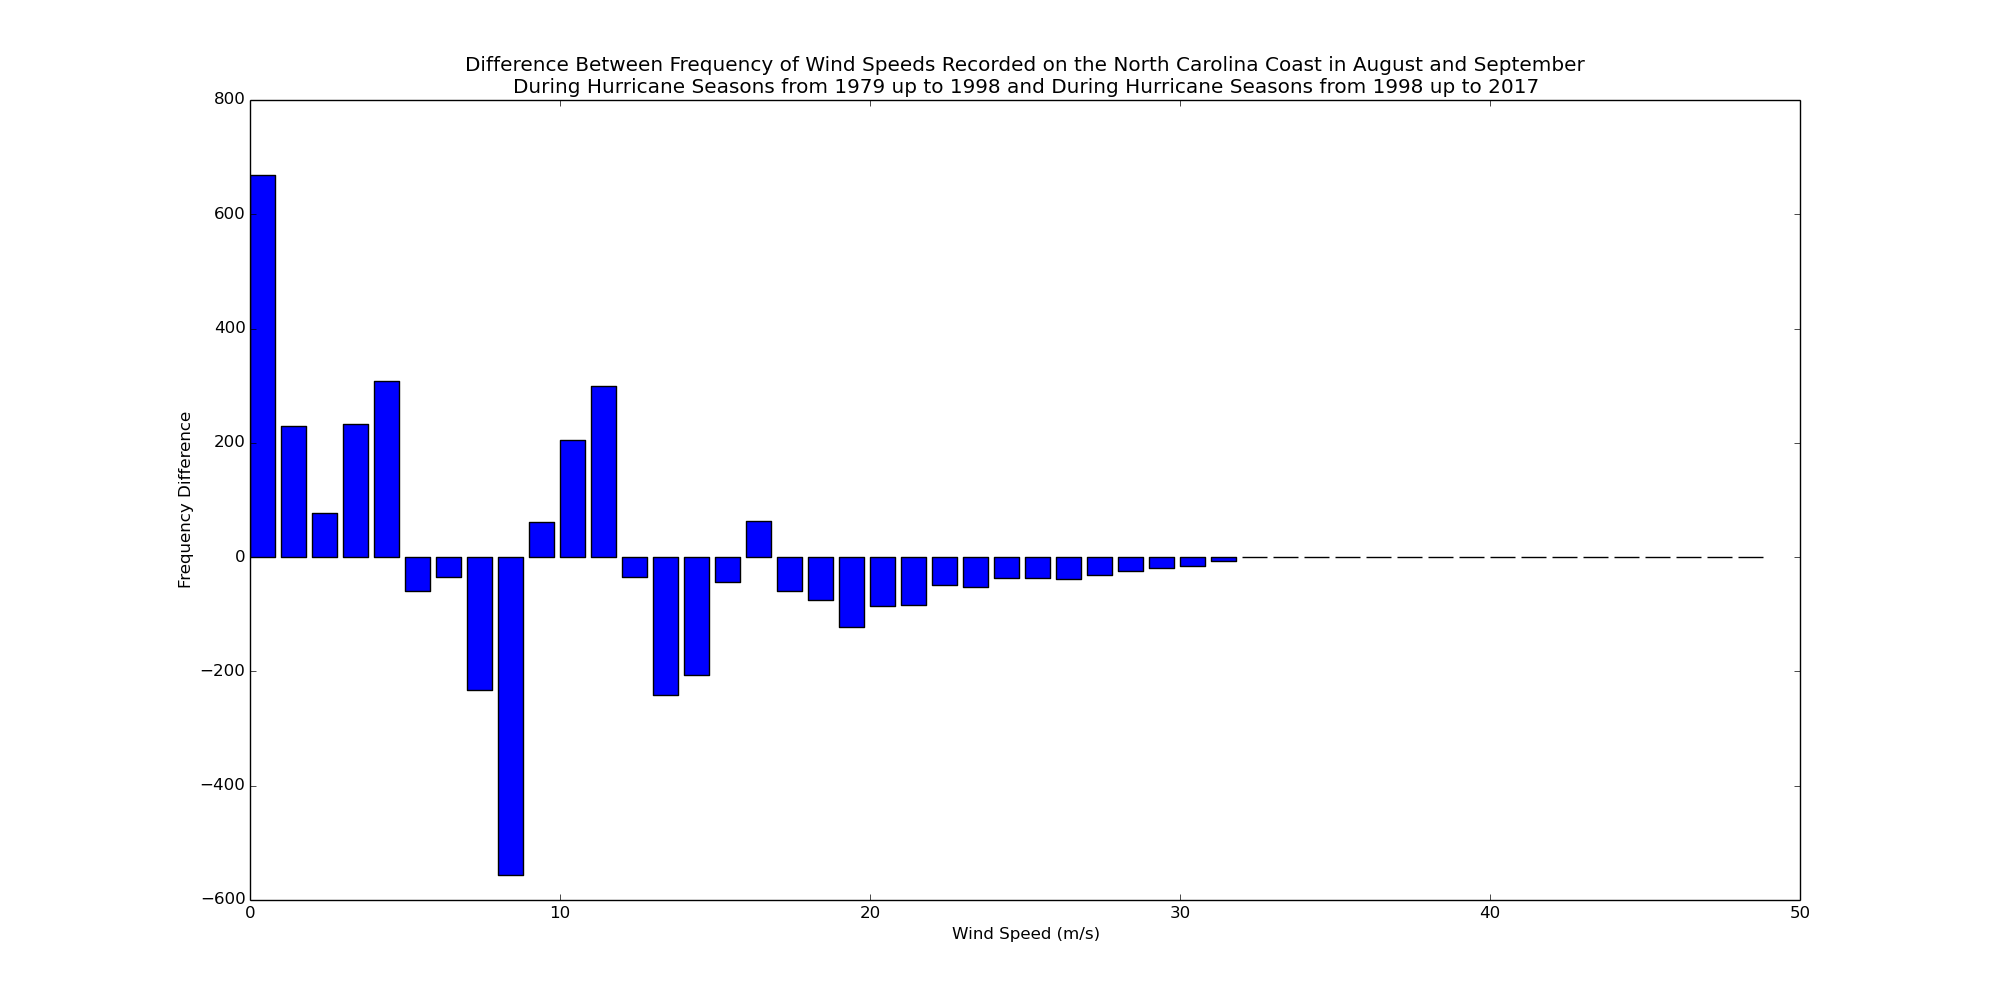 Difference Between Frequency of Wind Speeds Recorded on the North Carolina Coast in August and September
During Hurricane Seasons from 1979 up to 1998 and During Hurricane Seasons from 1998 up to 2017
800
600
400
200
0
−200
−400
−600
Frequency Difference
0 10 20 30 40 50
Wind Speed (m/s)